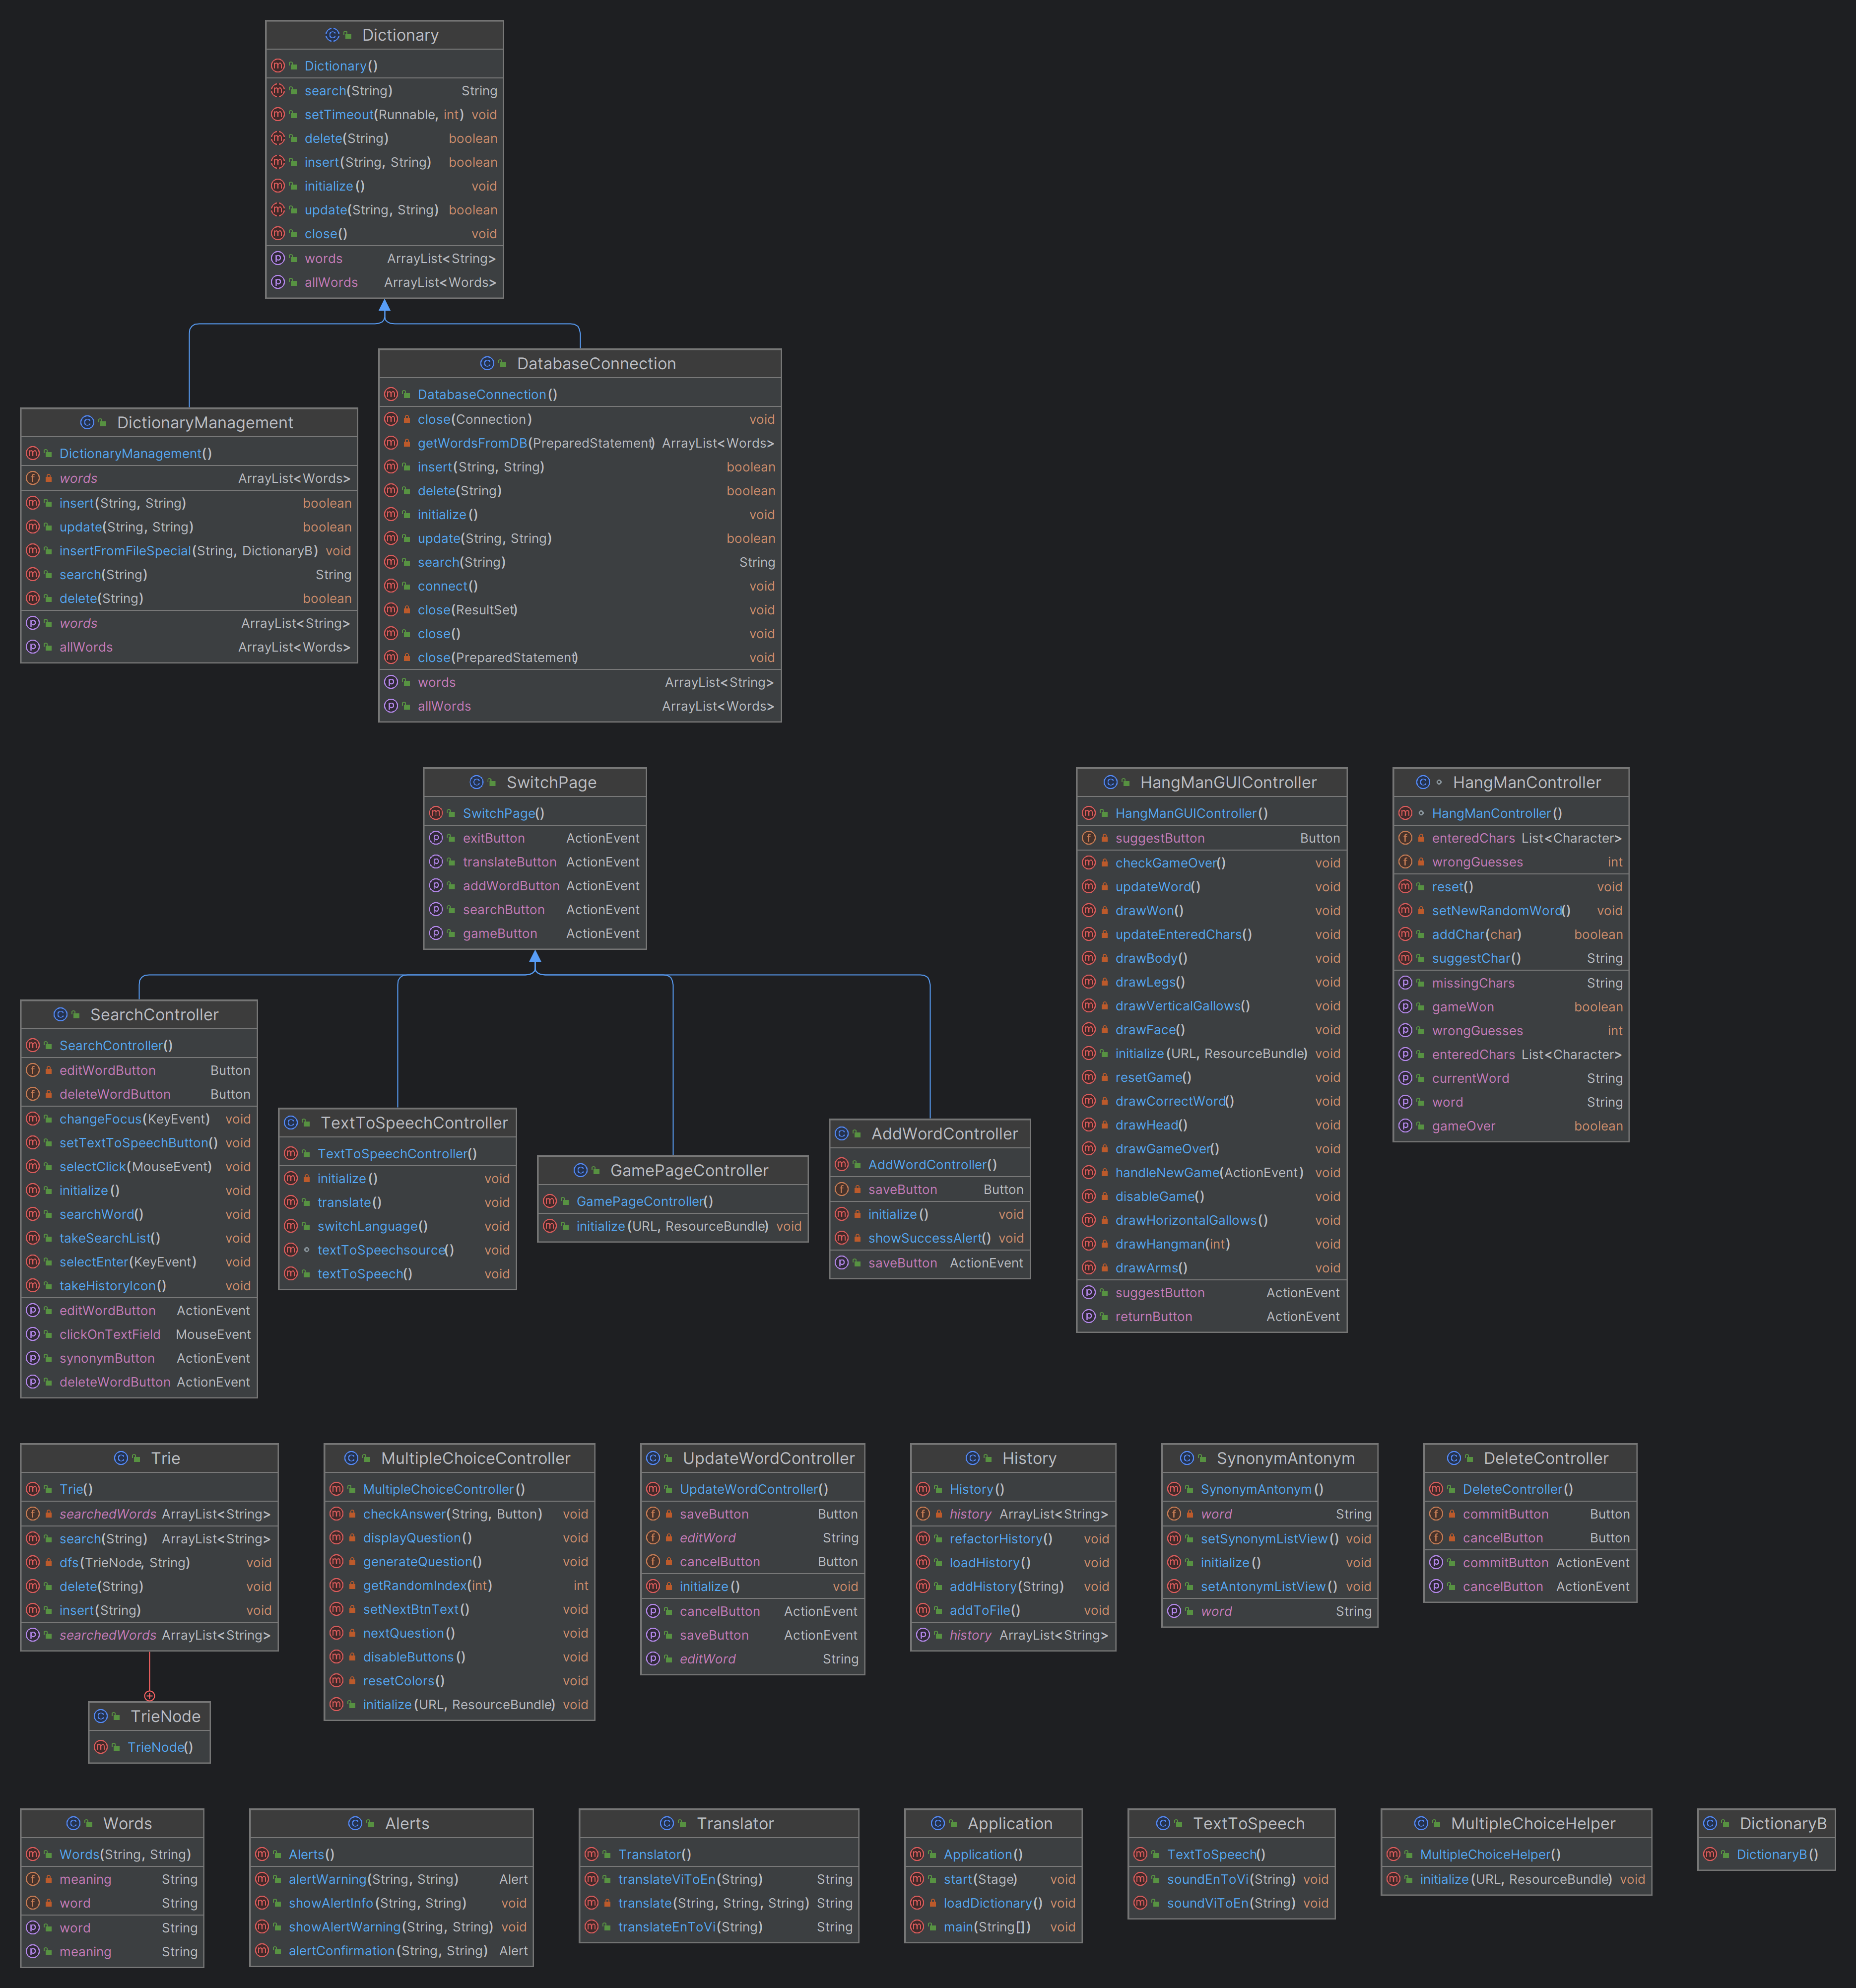 Dictionary
Dictionary()
search(String) String
setTimeout(Runnable, int) void
delete(String) boolean
insert(String, String) boolean
initialize() void
update(String, String) boolean
close() void
words ArrayList<String>
allWords ArrayList<Words>
DictionaryManagement
DictionaryManagement()
words ArrayList<Words>
insert(String, String) boolean
update(String, String) boolean
insertFromFileSpecial(String, DictionaryB) void
search(String) String
delete(String) boolean
words ArrayList<String>
allWords ArrayList<Words>
DatabaseConnection
DatabaseConnection()
close(Connection) void
getWordsFromDB(PreparedStatement) ArrayList<Words>
insert(String, String) boolean
delete(String) boolean
initialize() void
update(String, String) boolean
search(String) String
connect() void
close(ResultSet) void
close() void
close(PreparedStatement) void
words ArrayList<String>
allWords ArrayList<Words>
SwitchPage
SwitchPage()
exitButton ActionEvent
translateButton ActionEvent
addWordButton ActionEvent
searchButton ActionEvent
gameButton ActionEvent
HangManGUIController
HangManGUIController()
suggestButton Button
checkGameOver() void
updateWord() void
drawWon() void
updateEnteredChars() void
drawBody() void
drawLegs() void
drawVerticalGallows() void
drawFace() void
initialize(URL, ResourceBundle) void
resetGame() void
drawCorrectWord() void
drawHead() void
drawGameOver() void
handleNewGame(ActionEvent) void
disableGame() void
drawHorizontalGallows() void
drawHangman(int) void
drawArms() void
suggestButton ActionEvent
returnButton ActionEvent
HangManController
HangManController()
enteredChars List<Character>
wrongGuesses int
reset() void
setNewRandomWord() void
addChar(char) boolean
suggestChar() String
missingChars String
gameWon boolean
wrongGuesses int
enteredChars List<Character>
currentWord String
word String
gameOver boolean
SearchController
SearchController()
editWordButton Button
deleteWordButton Button
changeFocus(KeyEvent) void
setTextToSpeechButton() void
selectClick(MouseEvent) void
initialize() void
searchWord() void
takeSearchList() void
selectEnter(KeyEvent) void
takeHistoryIcon() void
editWordButton ActionEvent
clickOnTextField MouseEvent
synonymButton ActionEvent
deleteWordButton ActionEvent
TextToSpeechController
TextToSpeechController()
initialize() void
translate() void
switchLanguage() void
textToSpeechsource() void
textToSpeech() void
GamePageController
GamePageController()
initialize(URL, ResourceBundle) void
AddWordController
AddWordController()
saveButton Button
initialize() void
showSuccessAlert() void
saveButton ActionEvent
Trie
Trie()
searchedWords ArrayList<String>
search(String) ArrayList<String>
dfs(TrieNode, String) void
delete(String) void
insert(String) void
searchedWords ArrayList<String>
TrieNode
TrieNode()
MultipleChoiceController
MultipleChoiceController()
checkAnswer(String, Button) void
displayQuestion() void
generateQuestion() void
getRandomIndex(int) int
setNextBtnText() void
nextQuestion() void
disableButtons() void
resetColors() void
initialize(URL, ResourceBundle) void
UpdateWordController
UpdateWordController()
saveButton Button
editWord String
cancelButton Button
initialize() void
cancelButton ActionEvent
saveButton ActionEvent
editWord String
History
History()
history ArrayList<String>
refactorHistory() void
loadHistory() void
addHistory(String) void
addToFile() void
history ArrayList<String>
SynonymAntonym
SynonymAntonym()
word String
setSynonymListView() void
initialize() void
setAntonymListView() void
word String
DeleteController
DeleteController()
commitButton Button
cancelButton Button
commitButton ActionEvent
cancelButton ActionEvent
Words
Words(String, String)
meaning String
word String
word String
meaning String
Alerts
Alerts()
alertWarning(String, String) Alert
showAlertInfo(String, String) void
showAlertWarning(String, String) void
alertConfirmation(String, String) Alert
Translator
Translator()
translateViToEn(String) String
translate(String, String, String) String
translateEnToVi(String) String
Application
Application()
start(Stage) void
loadDictionary() void
main(String[]) void
TextToSpeech
TextToSpeech()
soundEnToVi(String) void
soundViToEn(String) void
MultipleChoiceHelper
MultipleChoiceHelper()
initialize(URL, ResourceBundle) void
DictionaryB
DictionaryB()